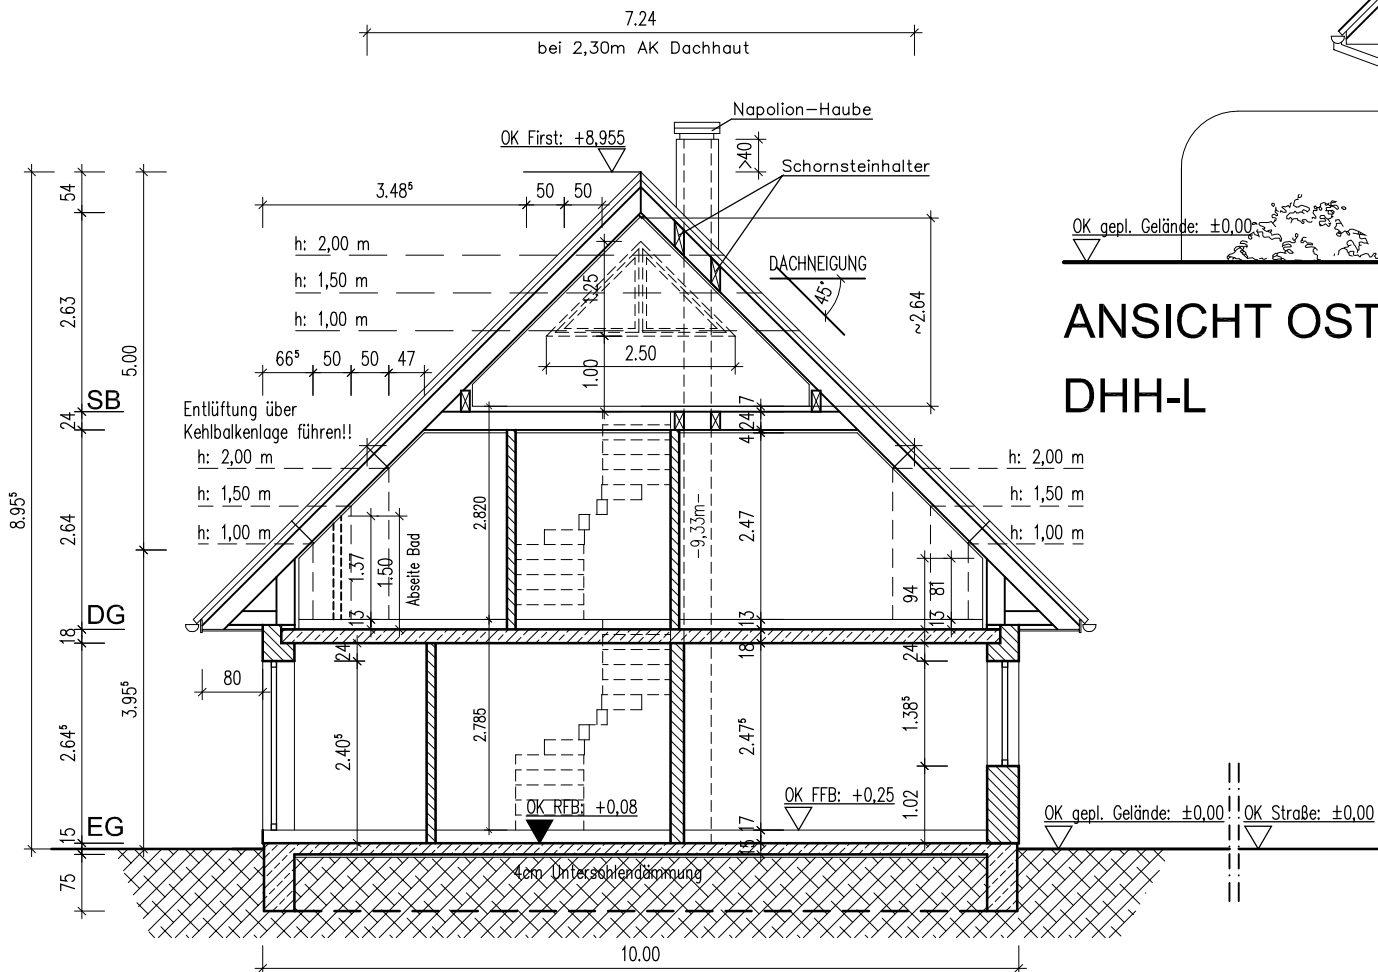 7.24
bei 2,30m AK Dachhaut
Napolion-Haube
OK First: +8,955
>40
Schornsteinhalter
54
3.48⁵
50
50
h: 2,00 m
h: 1,50 m
h: 1,00 m
1.25
DACHNEIGUNG
45°
~2.64
2.63
5.00
66⁵
50
50
47
2.50
1.00
OK gepl. Gelände: ±0,00
ANSICHT OST
DHH-L
SB
24
Entlüftung über
Kehlbalkenlage führen!!
7
24
4
h: 2,00 m
h: 1,50 m
h: 1,00 m
h: 2,00 m
h: 1,50 m
h: 1,00 m
8.95⁵
2.64
2.820
2.47
-9,33m-
1.37
1.50
Abseite Bad
94
81
13
13
13
DG
18
24
18
24
80
3.95⁵
2.64⁵
2.40⁵
2.785
2.47⁵
1.38⁵
1.02
OK RFB: +0,08
OK FFB: +0,25
17
15
EG
15
75
4cm Untersohlendämmung
OK gepl. Gelände: ±0,00
OK Straße: ±0,00
10.00